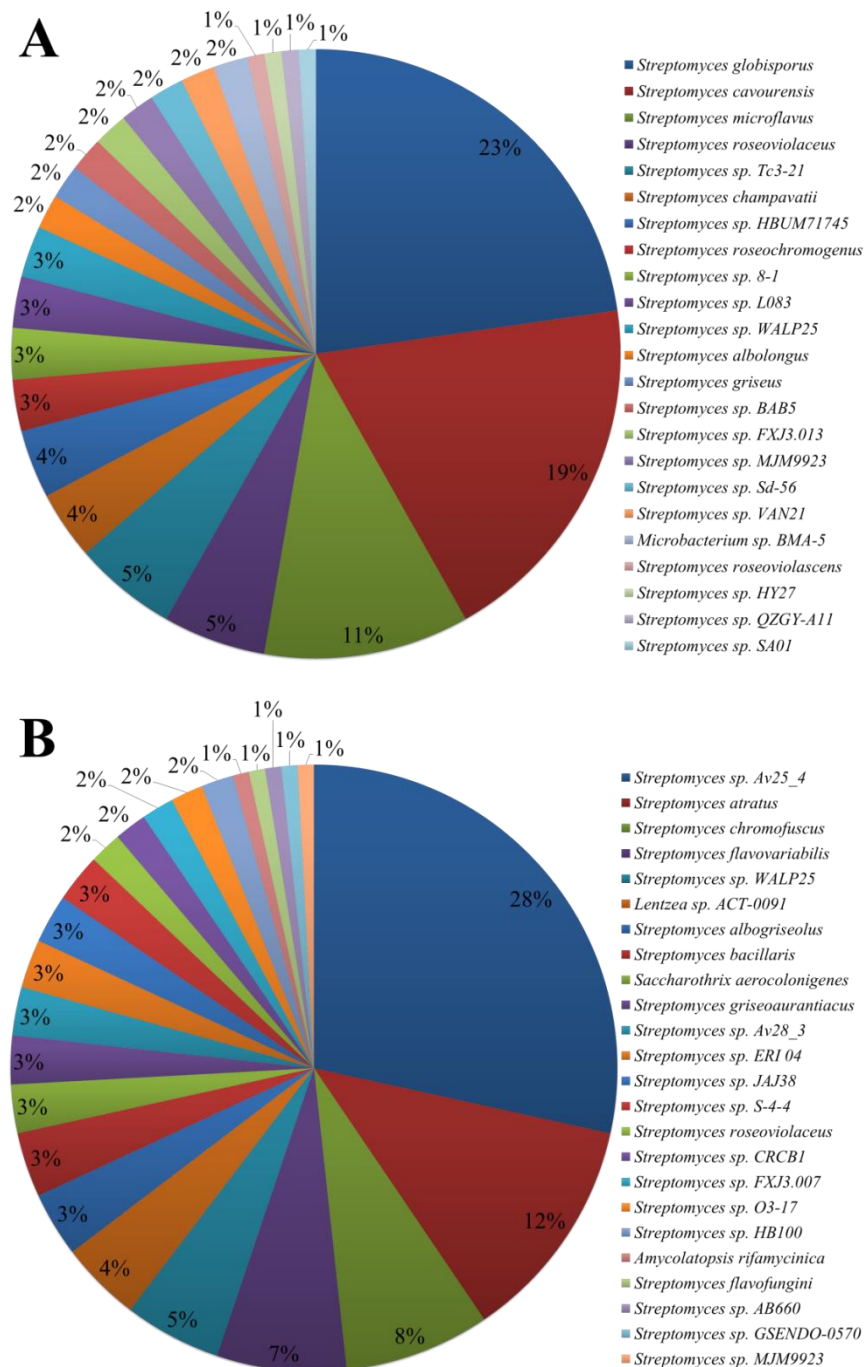 A
1%
1%
1%
1%
2%
2%
2%
2%
2%
2%
2%
2%
3%
3%
3%
3%
4%
4%
5%
5%
11%
19%
23%
Streptomyces globisporus
Streptomyces cavourensis
Streptomyces microflavus
Streptomyces roseoviolaceus
Streptomyces sp. Tc3-21
Streptomyces champavatii
Streptomyces sp. HBUM71745
Streptomyces roseochromogenus
Streptomyces sp. 8-1
Streptomyces sp. L083
Streptomyces sp. WALP25
Streptomyces albolongus
Streptomyces griseus
Streptomyces sp. BAB5
Streptomyces sp. FXJ3.013
Streptomyces sp. MJM9923
Streptomyces sp. Sd-56
Streptomyces sp. VAN21
Microbacterium sp. BMA-5
Streptomyces roseoviolascens
Streptomyces sp. HY27
Streptomyces sp. QZGY-A11
Streptomyces sp. SA01
B
1%
1%
1%
1%
1%
2%
2%
2%
2%
2%
3%
3%
3%
3%
3%
3%
3%
3%
4%
5%
7%
8%
12%
28%
Streptomyces sp. Av25_4
Streptomyces atratus
Streptomyces chromofuscus
Streptomyces flavovariabilis
Streptomyces sp. WALP25
Lentzea sp. ACT-0091
Streptomyces albogriseolus
Streptomyces bacillaris
Saccharothrix aerocolonigenes
Streptomyces griseoaurantiacus
Streptomyces sp. Av28_3
Streptomyces sp. ERI 04
Streptomyces sp. JAJ38
Streptomyces sp. S-4-4
Streptomyces roseoviolaceus
Streptomyces sp. CRCB1
Streptomyces sp. FXJ3.007
Streptomyces sp. O3-17
Streptomyces sp. HB100
Amycolatopsis rifamycinica
Streptomyces flavofungini
Streptomyces sp. AB660
Streptomyces sp. GSENDO-0570
Streptomyces sp. MJM9923